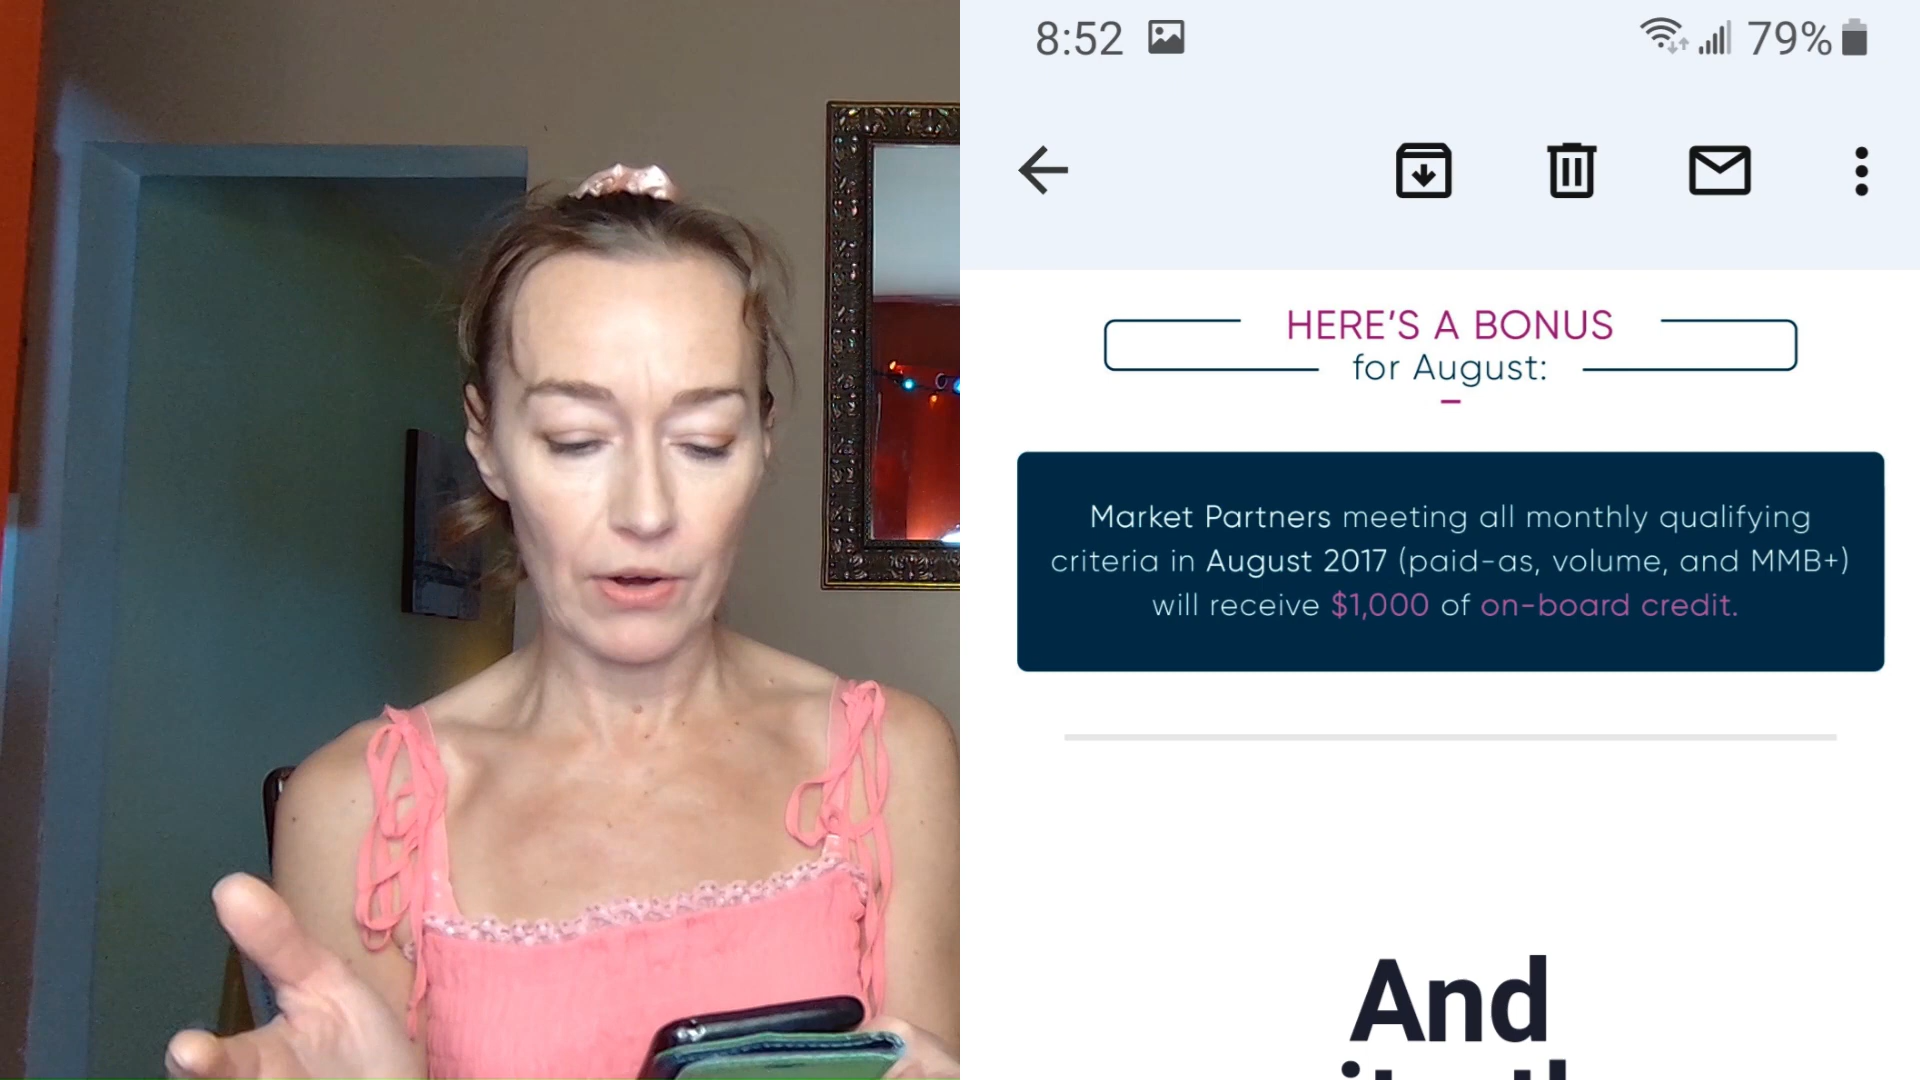 8:52
79%
HERE'S A BONUS
for August:
Market Partners meeting all monthly qualifying
criteria in August 2017 (paid-as, volume, and MMB+)
will receive $1,000 of on-board credit.
And